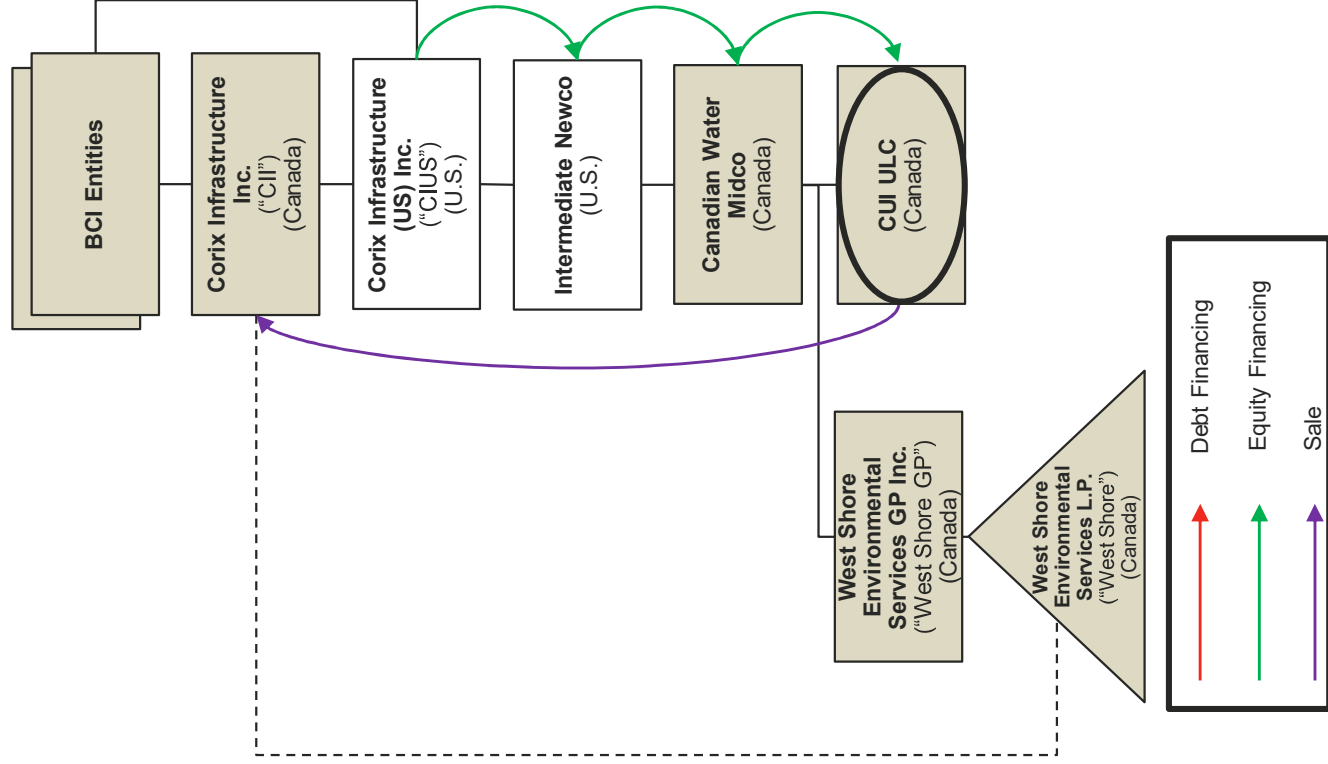 BCI Entities
Corix Infrastructure
Inc.
(“CII”)
(Canada)
Corix Infrastructure
(US) Inc.
(“CIUS”)
(U.S.)
Intermediate Newco
(U.S.)
Canadian Water
Midco
(Canada)
CUI ULC
(Canada)
West Shore
Environmental
Services GP Inc.
(“West Shore GP”)
(Canada)
West Shore
Environmental
Services L.P.
(“West Shore”)
(Canada)
Debt Financing
Equity Financing
Sale